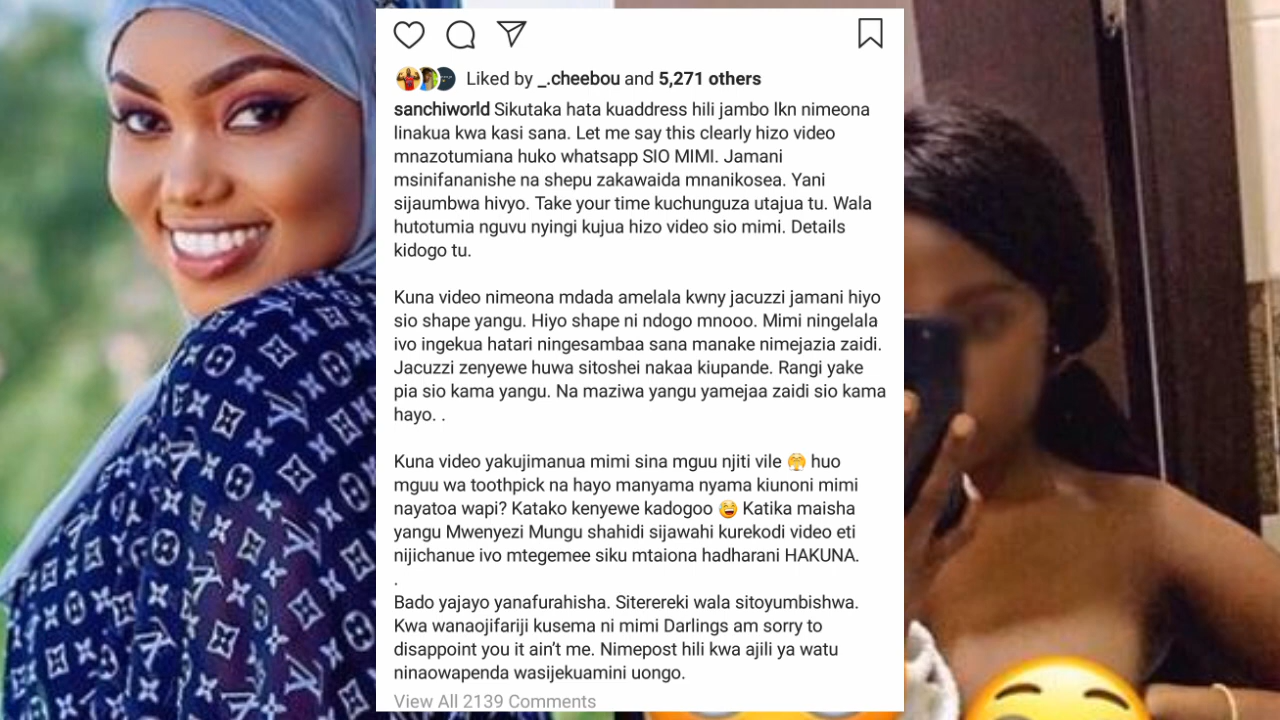 Liked by _.cheebou and 5,271 others
sanchiworld Sikutaka hata kuaddress hili jambo lkn nimeona
linakua kwa kasi sana. Let me say this clearly hizo video
mnazotumiana huko whatsapp SIO MIMI. Jamani
msinifananishe na shepu zakawaida mnanikosea. Yani
sijaumbwa hivyo. Take your time kuchunguza utajua tu. Wala
hutotumia nguvu nyingi kujua hizo video sio mimi. Details
kidogo tu.
Kuna video nimeona mdada amelala kwny jacuzzi jamani hiyo
sio shape yangu. Hiyo shape ni ndogo mnooo. Mimi ningelala
ivo ingekua hatari ningesambaa sana manake nimejazia zaidi.
Jacuzzi zenyewe huwa sitoshei nakaa kiupande. Rangi yake
pia sio kama yangu. Na maziwa yangu yamejaa zaidi sio kama
hayo. .
Kuna video yakujimanua mimi sina mguu njiti vile 🤭 huo
mguu wa toothpick na hayo manyama nyama kiunoni mimi
nayatoa wapi? Katako kenyewe kadogoo 😂 Katika maisha
yangu Mwenyezi Mungu shahidi sijawahi kurekodi video eti
nijichanue ivo mtegemee siku mtaiona hadharani HAKUNA.
.
Bado yajayo yanafurahisha. Siterereki wala sitoyumbishwa.
Kwa wanaojifariji kusema ni mimi Darlings am sorry to
disappoint you it ain't me. Nimepost hili kwa ajili ya watu
ninaowapenda wasijekuamini uongo.
View All 2139 Comments